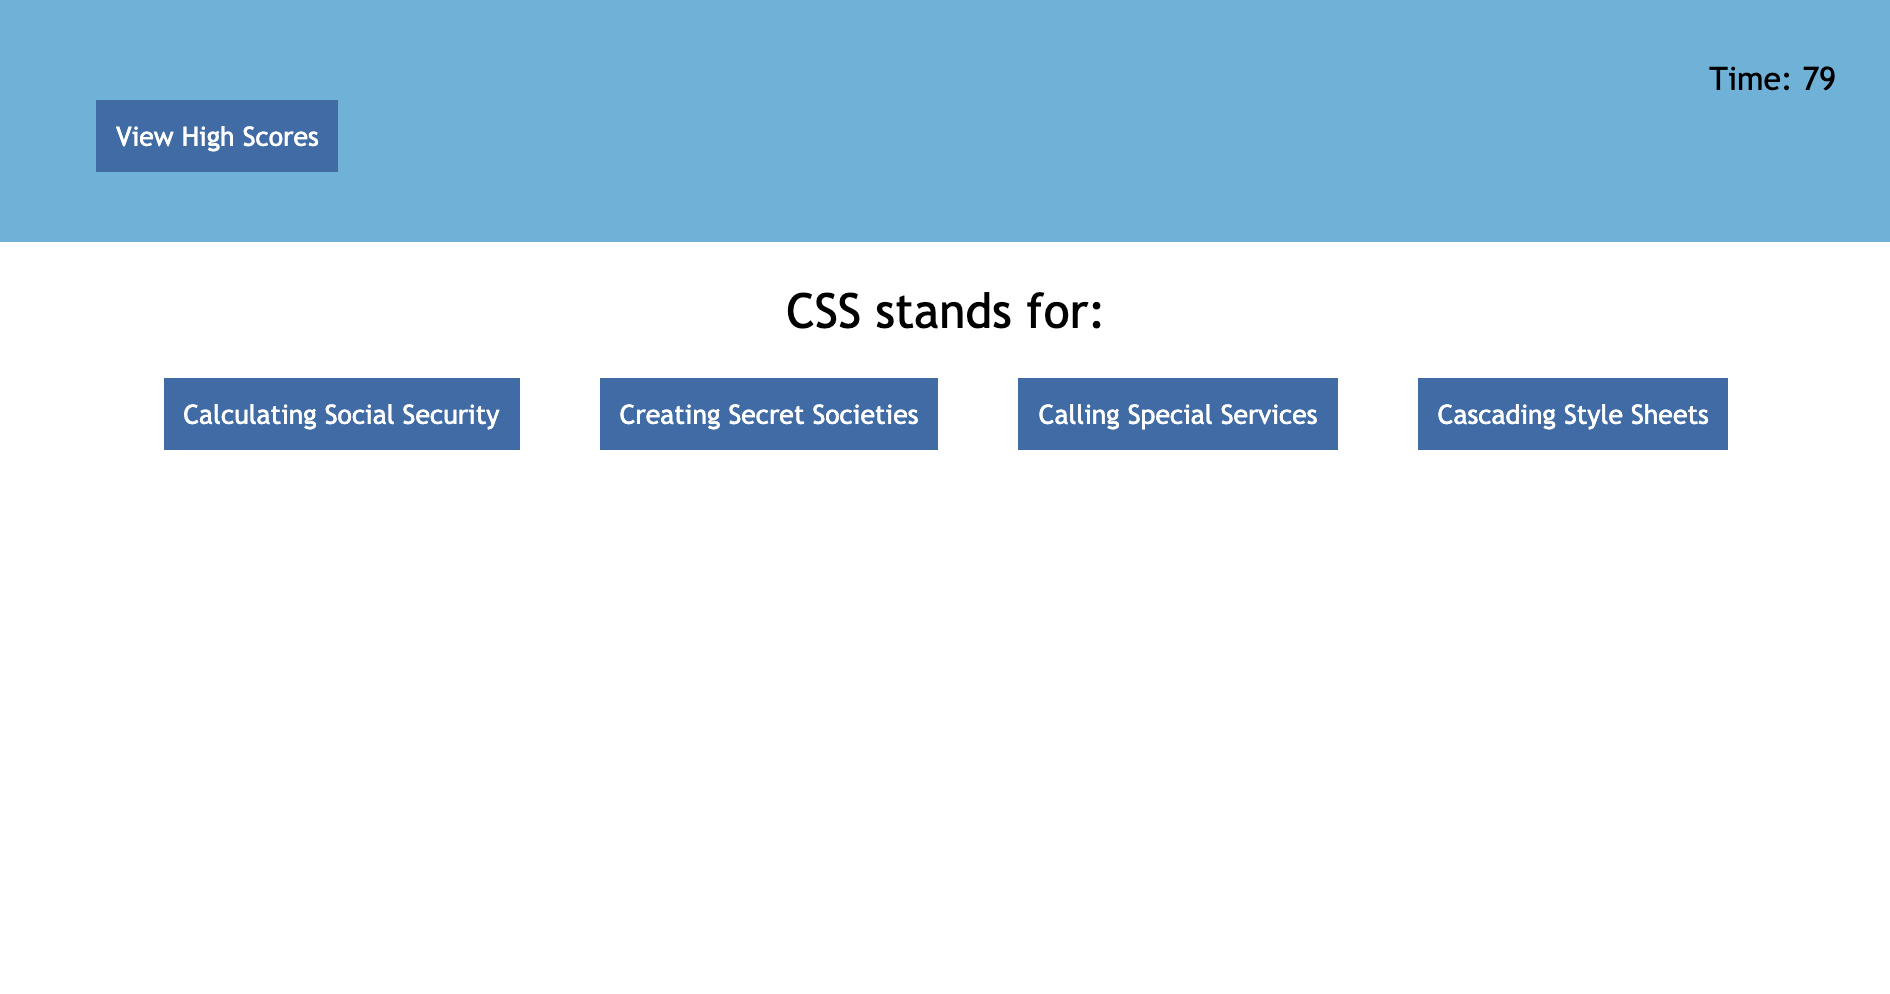 Time: 79
View High Scores
CSS stands for:
Calculating Social Security
Creating Secret Societies
Calling Special Services
Cascading Style Sheets